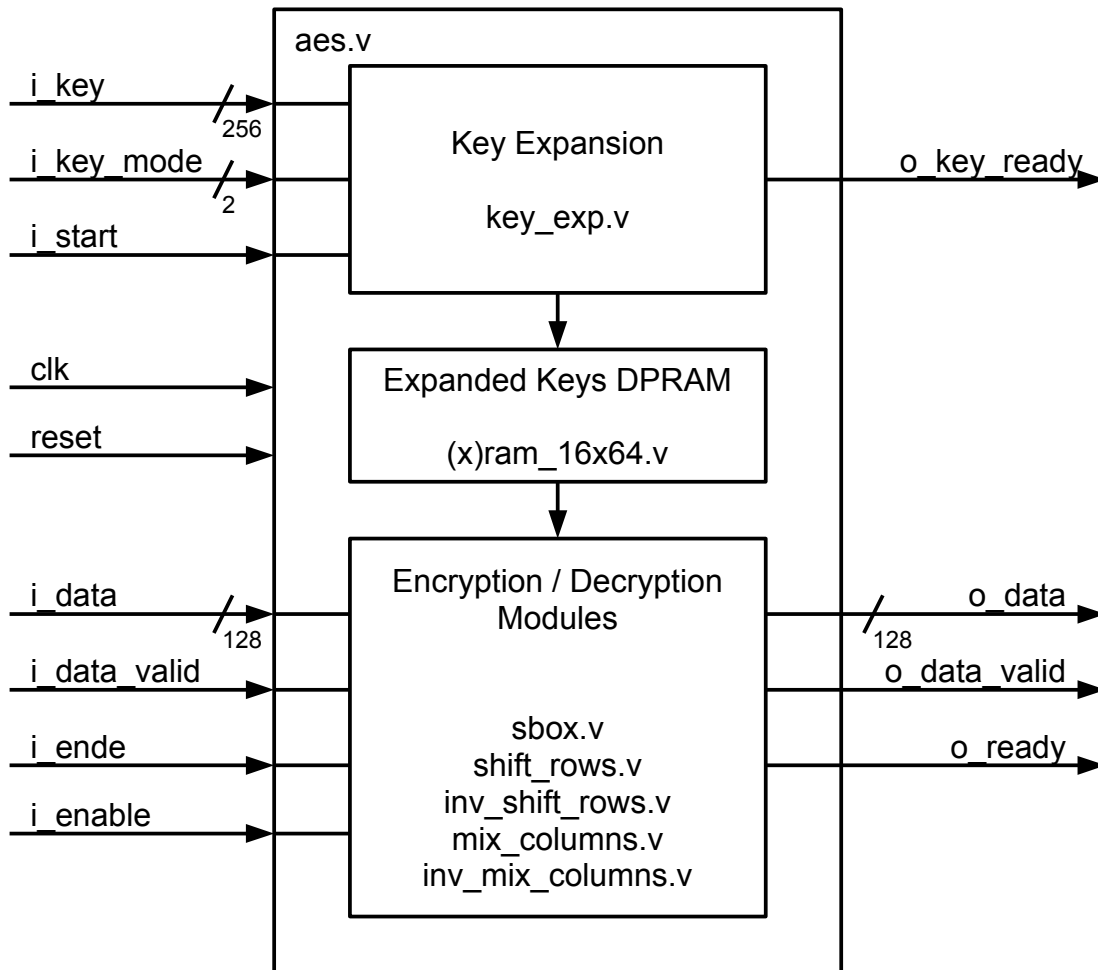 aes.v
i_key
256
i_key_mode
2
i_start
Key Expansion
key_exp.v
o_key_ready
clk
reset
Expanded Keys DPRAM
(x)ram_16x64.v
i_data
128
i_data_valid
i_ende
i_enable
Encryption / Decryption
Modules
sbox.v
shift_rows.v
inv_shift_rows.v
mix_columns.v
inv_mix_columns.v
o_data
128
o_data_valid
o_ready